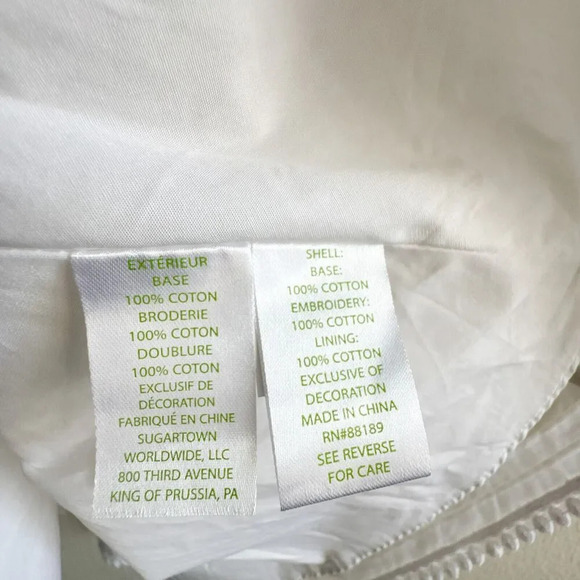 EXTÉRIEUR
BASE
100% COTON
BRODERIE
100% COTON
DOUBLURE
100% COTON
EXCLUSIF DE
DÉCORATION
FABRIQUÉ EN CHINE
SUGARTOWN
WORLDWIDE, LLC
800 THIRD AVENUE
KING OF PRUSSIA, PA
SHELL:
BASE:
100% COTTON
EMBROIDERY:
100% COTTON
LINING:
100% COTTON
EXCLUSIVE OF
DECORATION
MADE IN CHINA
RN#88189
SEE REVERSE
FOR CARE